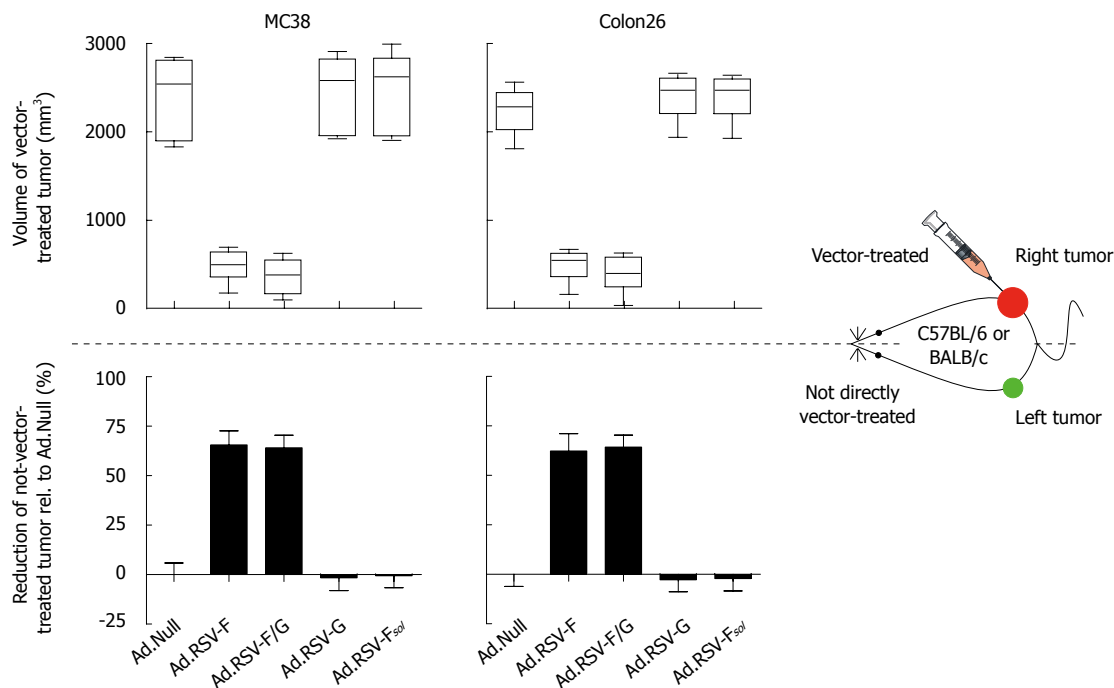 MC38
Colon26
Volume of vector-
treated tumor (mm³)
3000
2000
1000
0
Vector-treated
Right tumor
C57BL/6 or
BALB/c
Not directly
vector-treated
Left tumor
Reduction of not-vector-
treated tumor rel. to Ad.Null (%)
100
75
50
25
0
-25
Ad.Null
Ad.RSV-F
Ad.RSV-F/G
Ad.RSV-G
Ad.RSV-Fsol
Ad.Null
Ad.RSV-F
Ad.RSV-F/G
Ad.RSV-G
Ad.RSV-Fsol